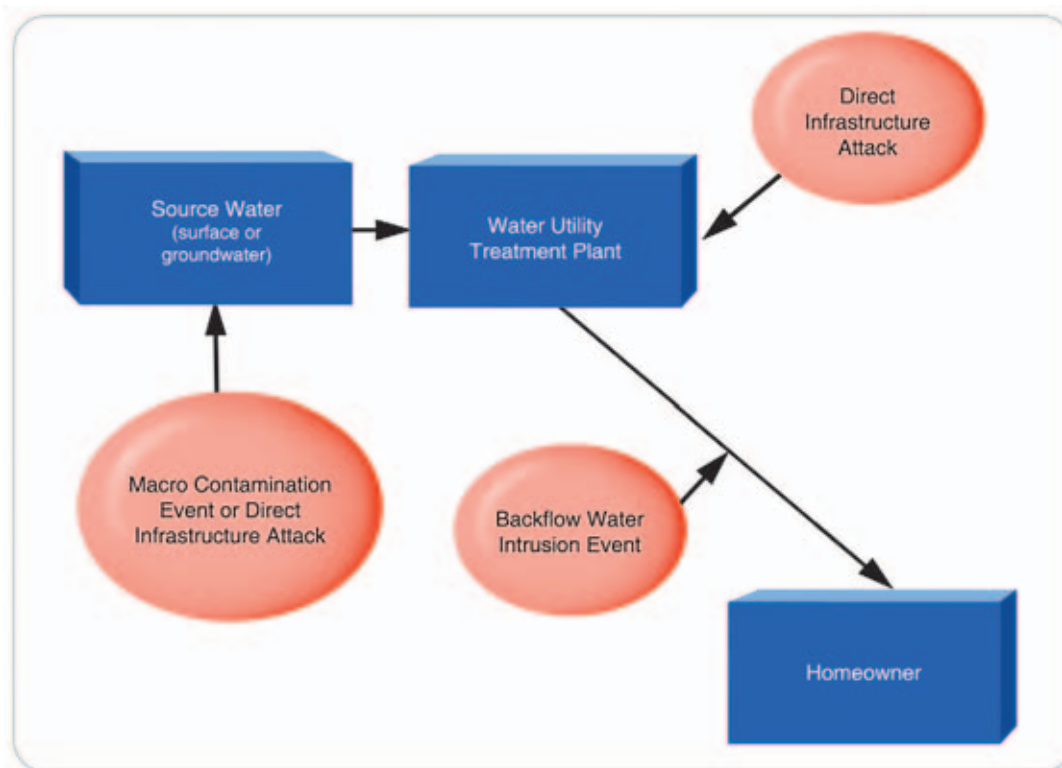 Direct
Infrastructure
Attack
Source Water
(surface or
groundwater)
Water Utility
Treatment Plant
Macro Contamination
Event or Direct
Infrastructure Attack
Backflow Water
Intrusion Event
Homeowner